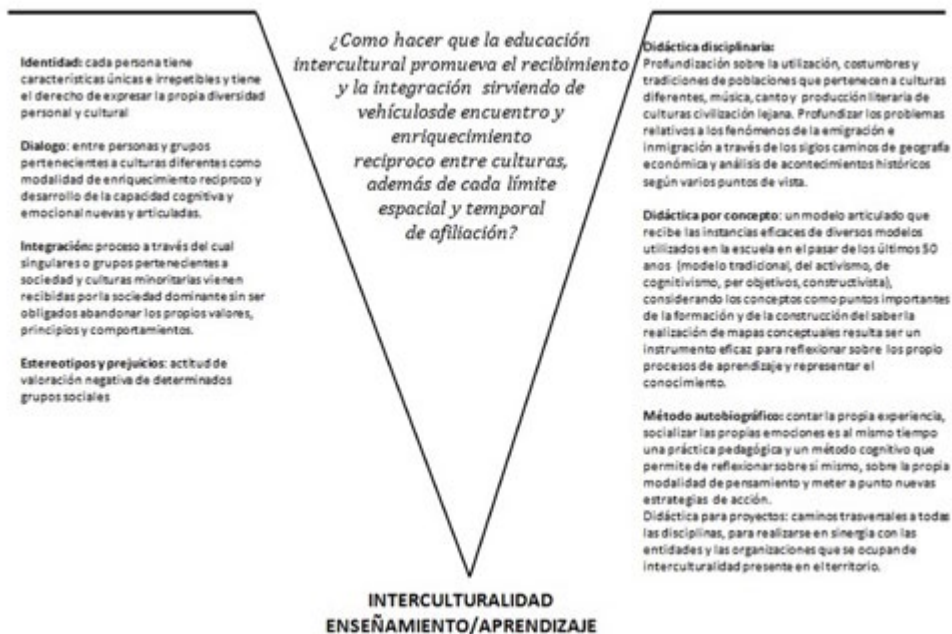 Identidad: cada persona tiene
características únicas e irrepetibles y tiene
el derecho de expresar la propia diversidad
personal y cultural
Dialogo: entre personas y grupos
pertenecientes a culturas diferentes como
modalidad de enriquecimiento reciproco y
desarrollo de la capacidad cognitiva y
emocional nuevas y articuladas.
Integración: proceso a través del cual
singulares o grupos pertenecientes a
sociedad y culturas minoritarias vienen
recibidas por la sociedad dominante sin ser
obligados abandonar los propios valores,
principios y comportamientos.
Estereotipos y prejuicios: actitud de
valoración negativa de determinados
grupos sociales
¿Como hacer que la educación
intercultural promueva el recibimiento
y la integración sirviendo de
vehículosde encuentro y
enriquecimiento
reciproco entre culturas,
además de cada límite
espacial y temporal
de afiliación?
Didáctica disciplinaria:
Profundización sobre la utilización, costumbres y
tradiciones de poblaciones que pertenecen a culturas
diferentes, música, canto y producción literaria de
culturas civilización lejana. Profundizar los problemas
relativos a los fenómenos de la emigración e
inmigración a través de los siglos caminos de geografía
económica y análisis de acontecimientos históricos
según varios puntos de vista.
Didáctica por concepto: un modelo articulado que
recibe las instancias eficaces de diversos modelos
utilizados en la escuela en el pasar de los últimos 50
anos (modelo tradicional, del activismo, de
cognitivismo, per objetivos, constructivista),
considerando los conceptos como puntos importantes
de la formación y de la construcción del saber la
realización de mapas conceptuales resulta ser un
instrumento eficaz para reflexionar sobre los propio
procesos de aprendizaje y representar el
conocimiento.
Método autobiográfico: contar la propia experiencia,
socializar las propias emociones es al mismo tiempo
una práctica pedagógica y un método cognitivo que
permite de reflexionar sobre si mismo, sobre la propia
modalidad de pensamiento y meter a punto nuevas
estrategias de acción.
Didáctica para proyectos: caminos trasversales a todas
las disciplinas, para realizarse en sinergia con las
entidades y las organizaciones que se ocupan de
interculturalidad presente en el territorio.
INTERCULTURALIDAD
ENSEÑAMIENTO/APRENDIZAJE